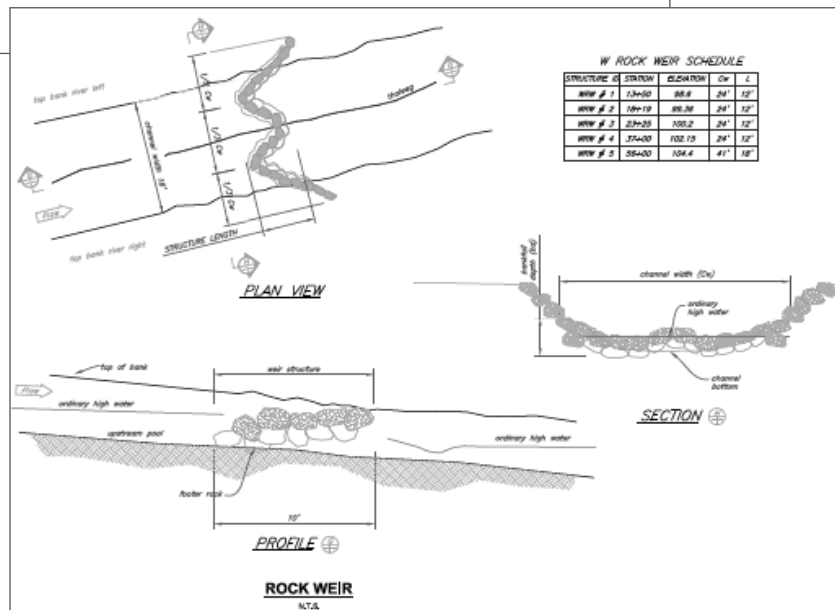 W ROCK WEIR SCHEDULE
STRUCTURE ID STATION ELEVATION Cw L
WRW # 1 13+50 98.8 24' 12'
WRW # 2 18+19 99.36 24' 12'
WRW # 3 23+25 100.2 24' 12'
WRW # 4 37+00 102.15 24' 12'
WRW # 5 56+00 104.4 41' 18'
top bank river left
1/3 Cw
thalweg
channel width 18'
1/3 Cw
1/3 Cw
Flow
top bank river right
STRUCTURE LENGTH
PLAN VIEW
bankfull
depth
channel width (Cw)
ordinary
high water
channel
bottom
SECTION
top of bank
weir structure
Flow
ordinary high water
upstream pool
ordinary high water
footer rock
10'
PROFILE
ROCK WEIR
N.T.S.